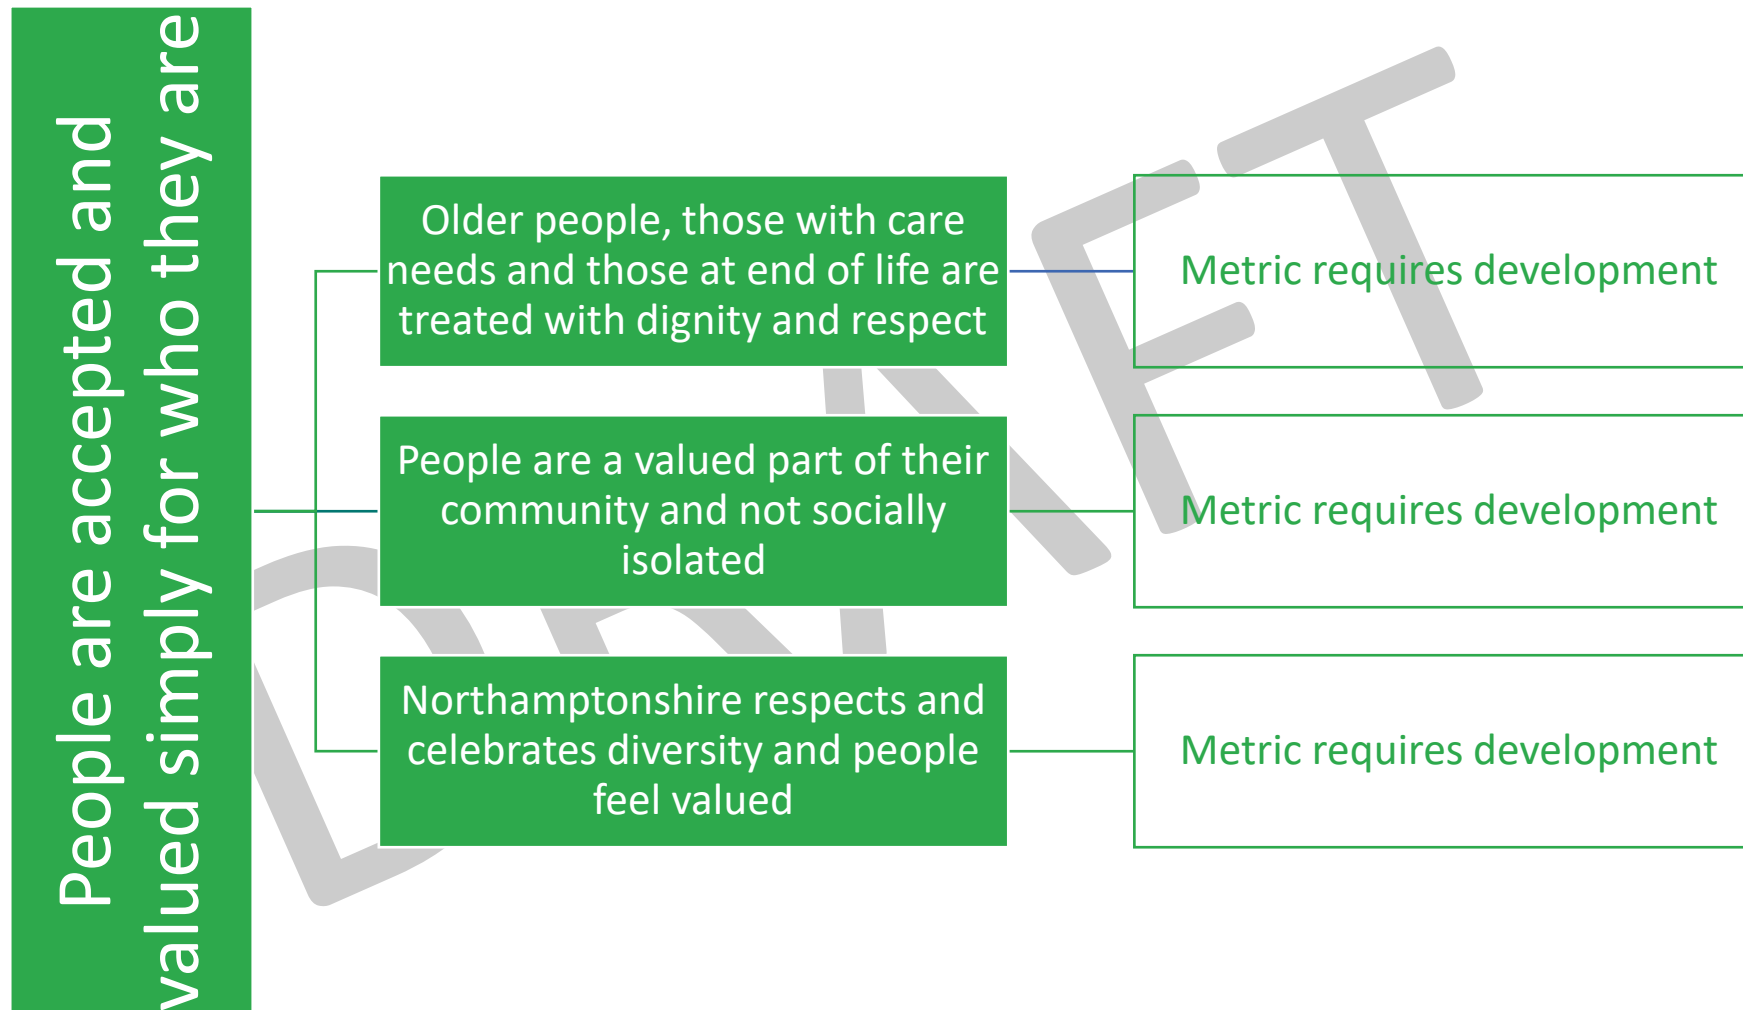 People are accepted and
valued simply for who they are
Older people, those with care
needs and those at end of life are
treated with dignity and respect
Metric requires development
People are a valued part of their
community and not socially
isolated
Metric requires development
Northamptonshire respects and
celebrates diversity and people
feel valued
Metric requires development
DRAFT